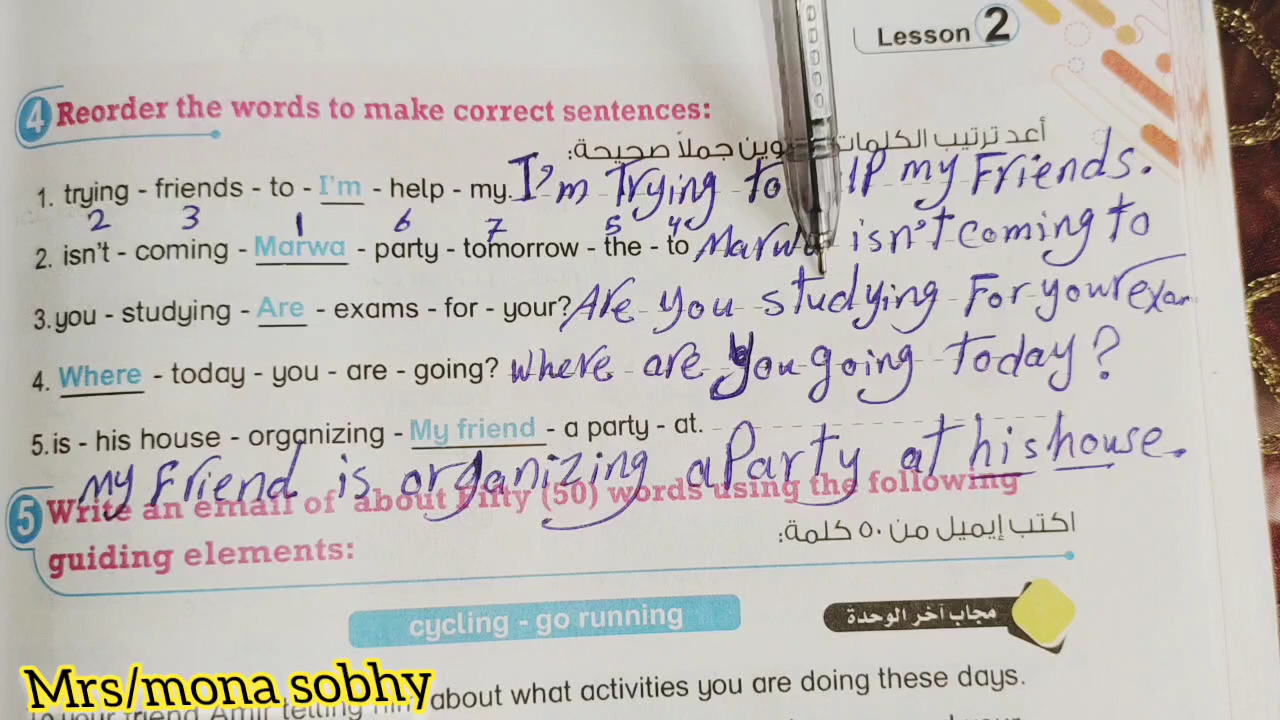 Lesson 2
4 Reorder the words to make correct sentences:
أعد ترتيب الكلمات جملاً صحيحة:
1. trying - friends - to - I'm - help - my. I'm Trying to my Friends.
2 3 1 6 7 5 4
2. isn't - coming - Marwa - party - tomorrow - the - to Marwa isn't coming to
3. you - studying - Are - exams - for - your? Are you studying For your exam
4. Where - today - you - are - going? Where are you going today?
5. is - his house - organizing - My friend - a party - at.
My Friend is organizing a Party at his house.
5 Write an email of about Fifty (50) words using the following
guiding elements:
اكتب إيميل من ٥٠ كلمة:
cycling - go running
مجاب آخر الوحدة
about what activities you are doing these days.
Mrs/mona sobhy